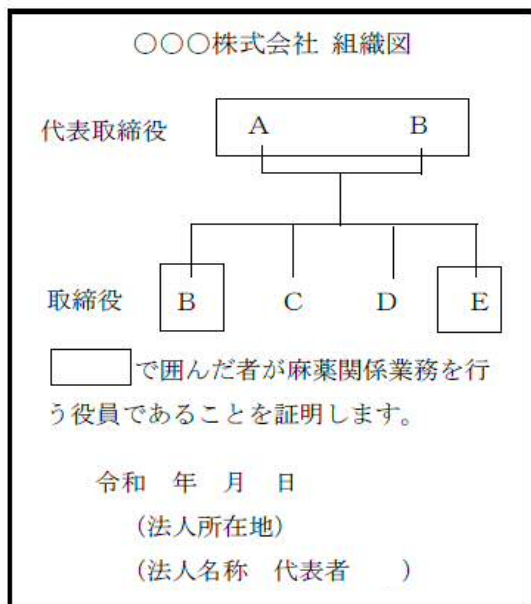 〇〇〇株式会社 組織図
代表取締役 A B
取締役 B C D E
で囲んだ者が麻薬関係業務を行
う役員であることを証明します。
令和 年 月 日
(法人所在地)
(法人名称 代表者 )